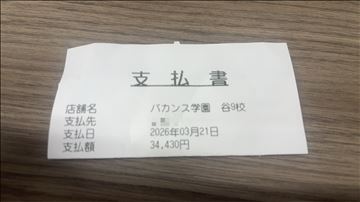 支払書
店舗名 バカンス学園 谷9校
支払先
支払日 2026年03月21日
支払額 34,430円